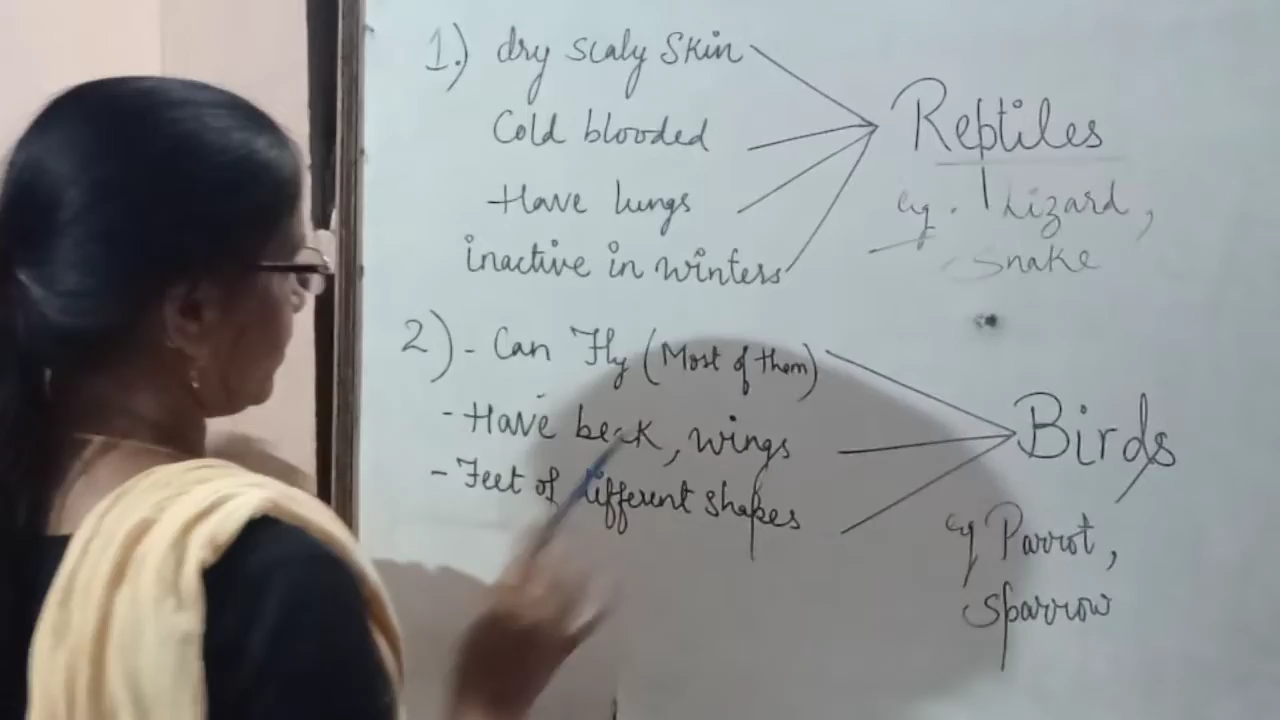 1.) dry scaly skin
Cold blooded
Have lungs
inactive in winters
Reptiles
eg. Lizard,
Snake
2) - Can Fly (Most of them)
- Have beak, wings
- Feet of different shapes
Birds
eg Parrot,
Sparrow